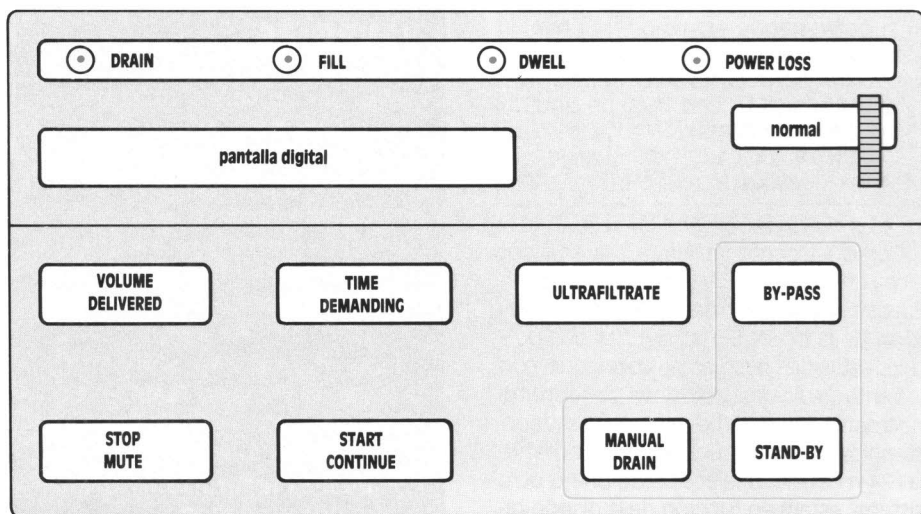 DRAIN FILL DWELL POWER LOSS
normal
pantalla digital
VOLUME
DELIVERED
TIME
DEMANDING
ULTRAFILTRATE
BY-PASS
STOP
MUTE
START
CONTINUE
MANUAL
DRAIN
STAND-BY